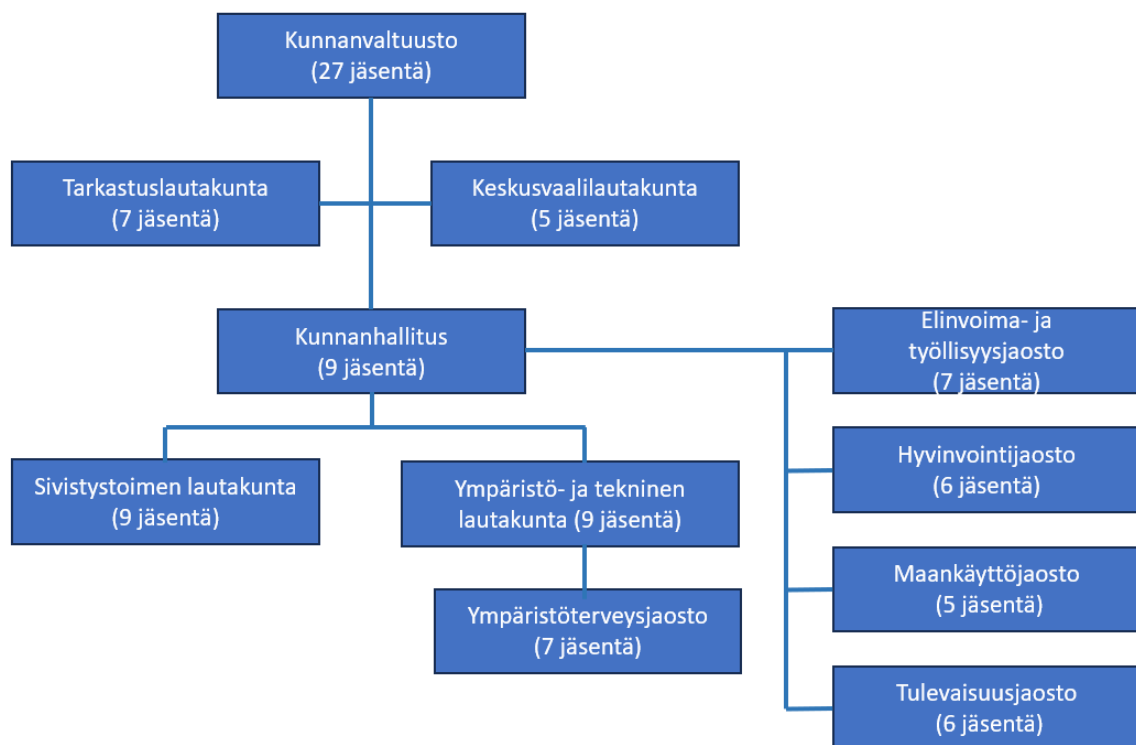 Kunnanvaltuusto
(27 jäsentä)
Tarkastuslautakunta
(7 jäsentä)
Keskusvaalilautakunta
(5 jäsentä)
Kunnanhallitus
(9 jäsentä)
Elinvoima- ja
työllisyysjaosto
(7 jäsentä)
Sivistystoimen lautakunta
(9 jäsentä)
Ympäristö- ja tekninen
lautakunta (9 jäsentä)
Hyvinvointijaosto
(6 jäsentä)
Ympäristöterveysjaosto
(7 jäsentä)
Maankäyttöjaosto
(5 jäsentä)
Tulevaisuusjaosto
(6 jäsentä)